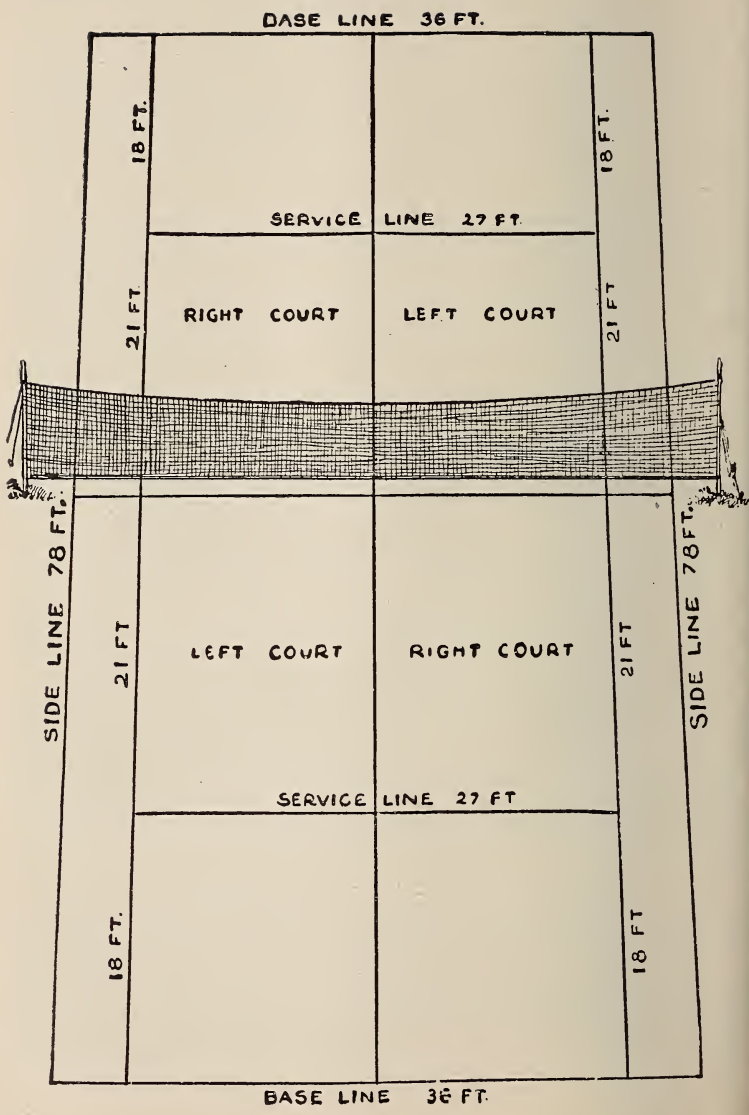 BASE LINE 36 FT.
18 FT.
18 FT.
SERVICE LINE 27 FT.
21 FT.
21 FT
RIGHT COURT LEFT COURT
SIDE LINE 78 FT.
SIDE LINE 78 FT.
21 FT
21 FT
LEFT COURT RIGHT COURT
SERVICE LINE 27 FT
18 FT.
18 FT
BASE LINE 36 FT.